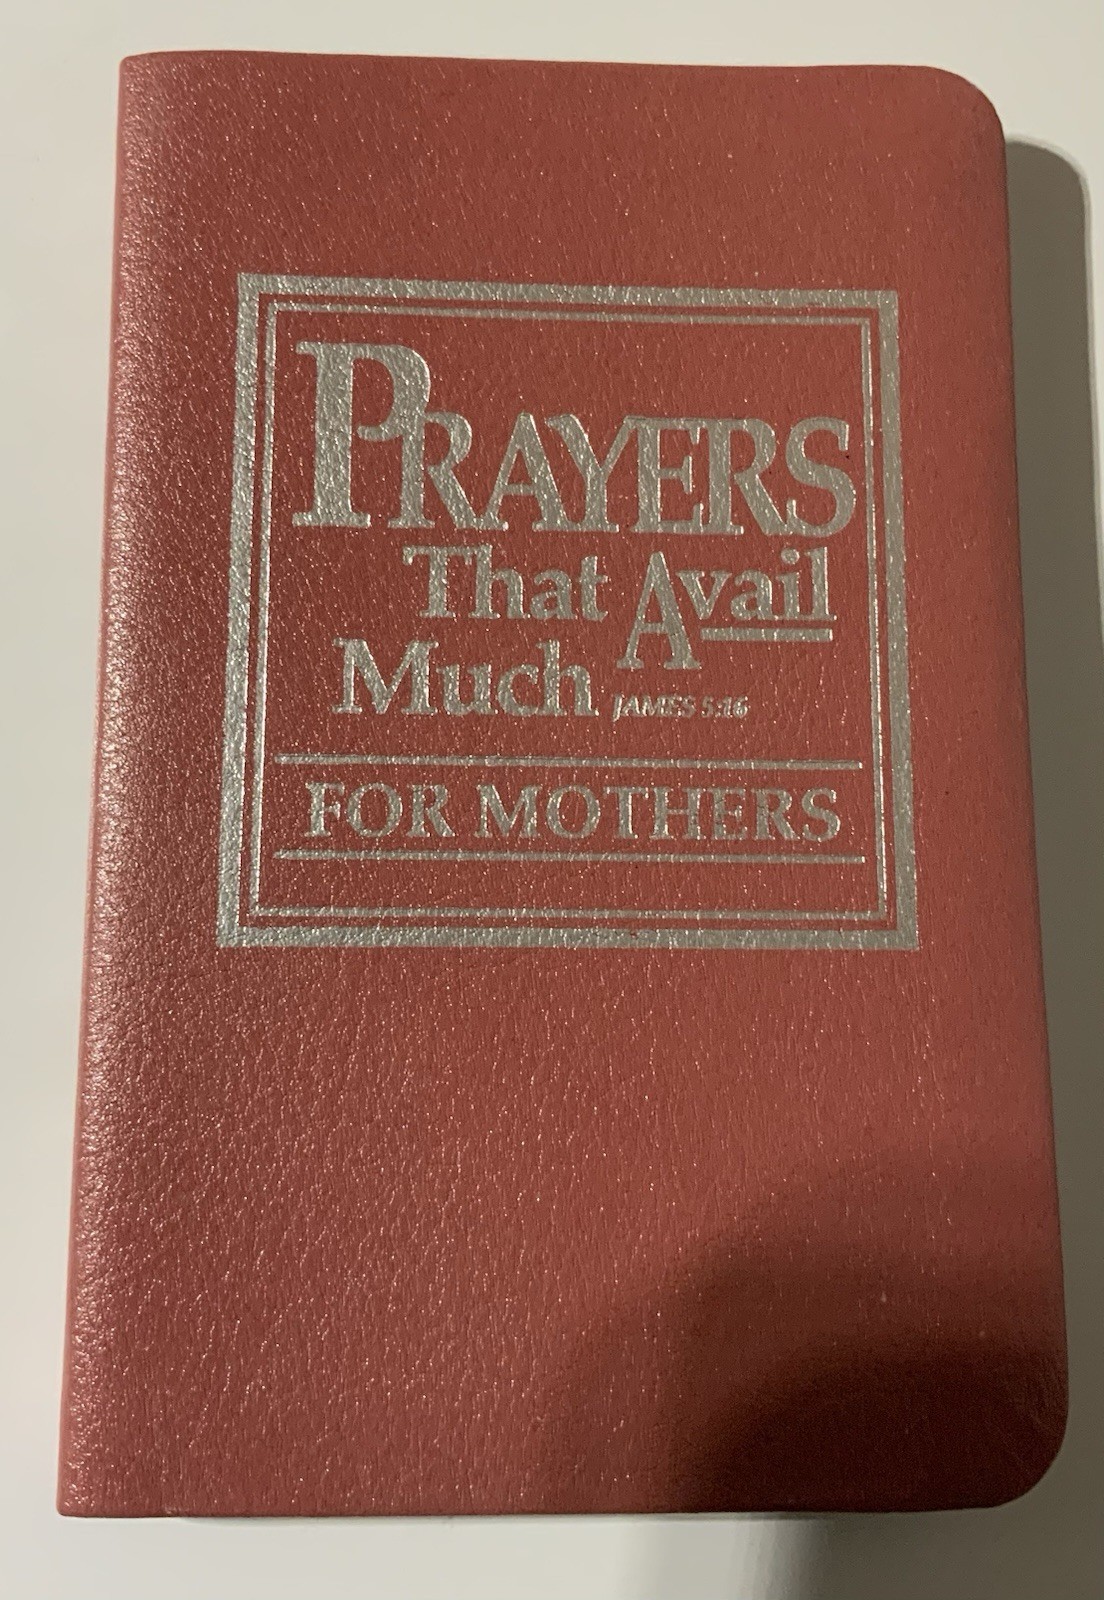 PRAYERS
That Avail
Much JAMES 5:16
FOR MOTHERS